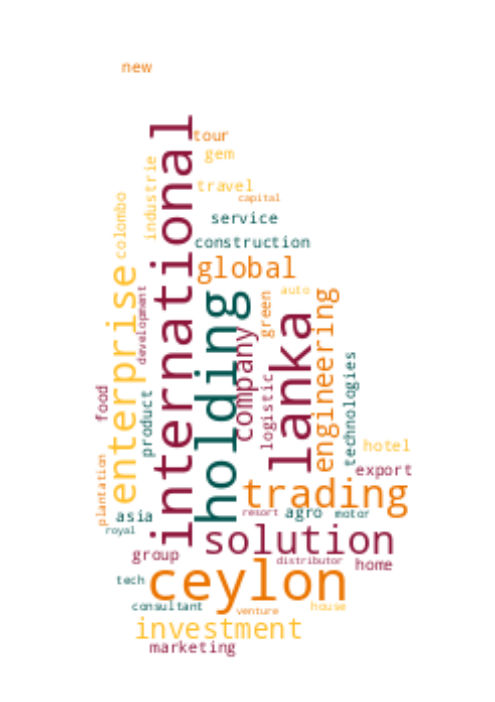 new
international
tour
gem
industrie
travel
capital
colombo
service
construction
global
enterprise
development
holding
green
auto
lanka
engineering
company
technologies
logistic
food
product
hotel
export
plantation
trading
asia
resort
agro
motor
royal
solution
group
distributor
home
tech
ceylon
consultant
venture
house
investment
marketing